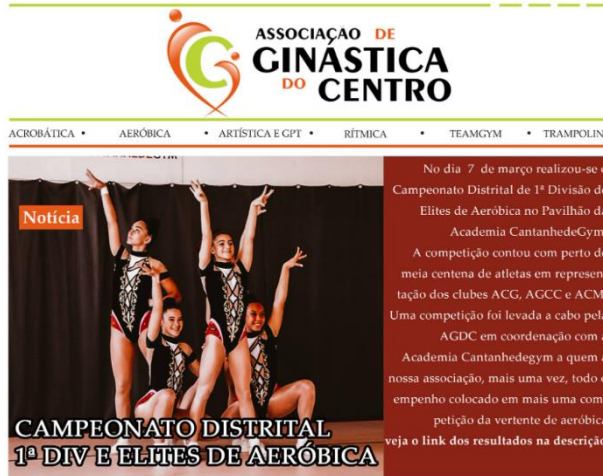 ASSOCIAÇÃO DE
GINÁSTICA
DO CENTRO
ACROBÁTICA • AERÓBICA • ARTÍSTICA E GPT • RÍTMICA • TEAMGYM • TRAMPOLIN
No dia 7 de março realizou-se o
Campeonato Distrital de 1ª Divisão de
Elites de Aeróbica no Pavilhão da
Academia CantanhedeGym.
A competição contou com perto de
meia centena de atletas em represen
tação dos clubes ACG, AGCC e ACM.
Uma competição foi levada a cabo pela
AGDC em coordenação com a
Academia Cantanhedegym a quem a
nossa associação, mais uma vez, todo o
empenho colocado em mais uma com
petição da vertente de aeróbica
veja o link dos resultados na descrição
Notícia
CAMPEONATO DISTRITAL
1ª DIV E ELITES DE AERÓBICA